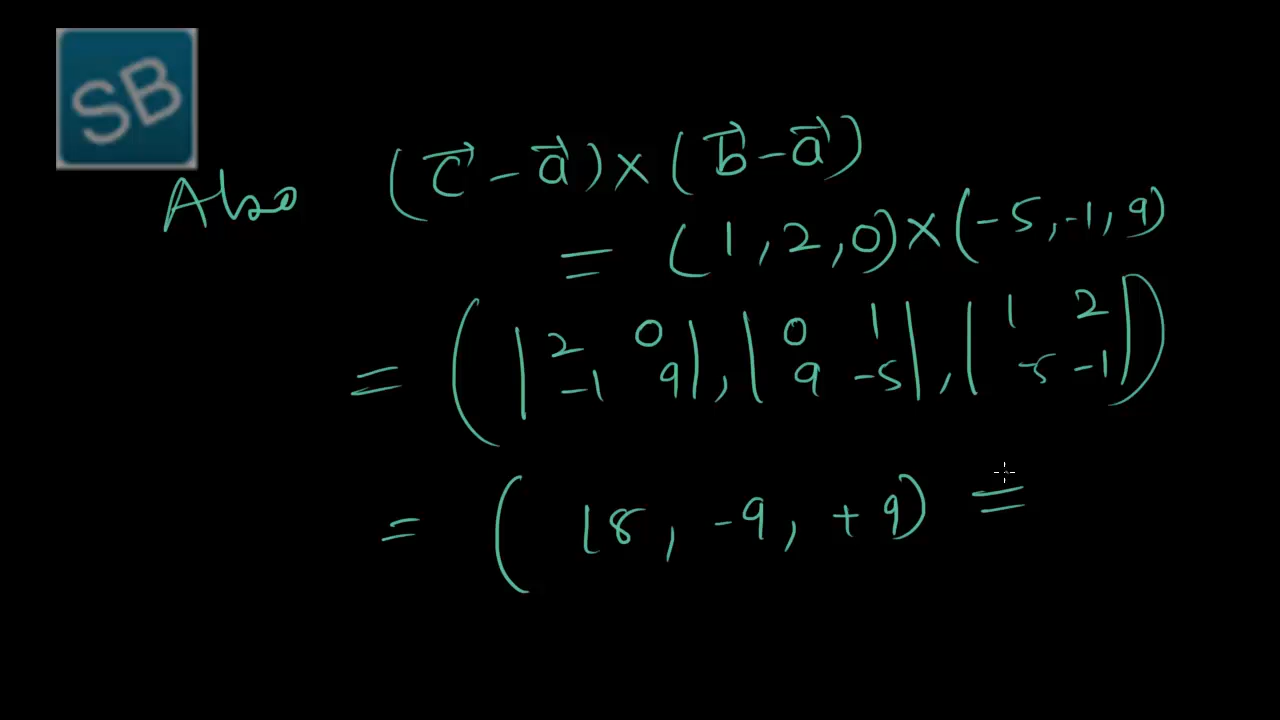 SB
Also (c⃗ - a⃗) × (b⃗ - a⃗)
= (1, 2, 0) × (-5, -1, 9)
= (|2 0; -1 9|, |0 1; 9 -5|, |1 2; -5 -1|)
= (18, -9, +9) =